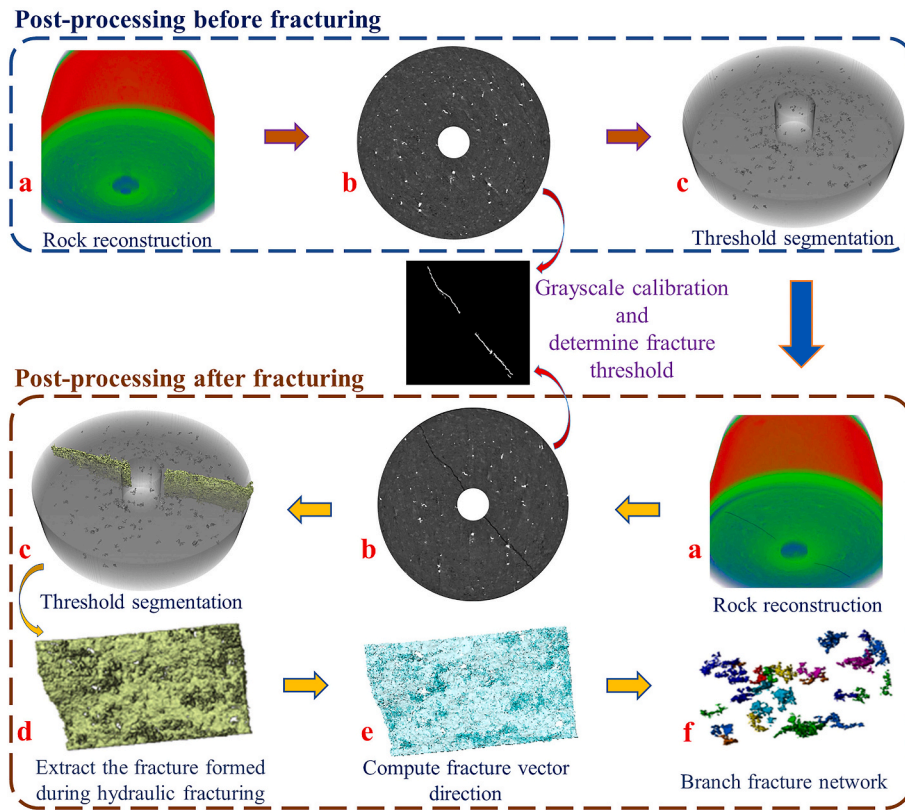 Post-processing before fracturing
a
b
c
Rock reconstruction
Threshold segmentation
Grayscale calibration
and
determine fracture
threshold
Post-processing after fracturing
c
b
a
Threshold segmentation
Rock reconstruction
d
e
f
Extract the fracture formed
during hydraulic fracturing
Compute fracture vector
direction
Branch fracture network